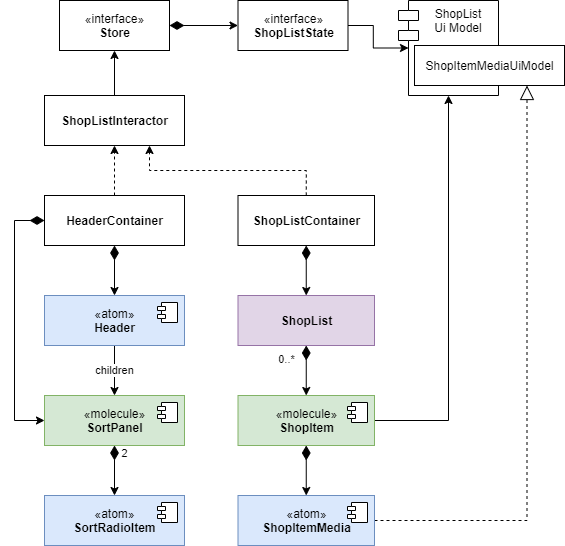 «interface»
Store
«interface»
ShopListState
ShopList
Ui Model
ShopItemMediaUiModel
ShopListInteractor
HeaderContainer
ShopListContainer
«atom»
Header
ShopList
children
0..*
«molecule»
SortPanel
«molecule»
ShopItem
2
«atom»
SortRadioItem
«atom»
ShopItemMedia